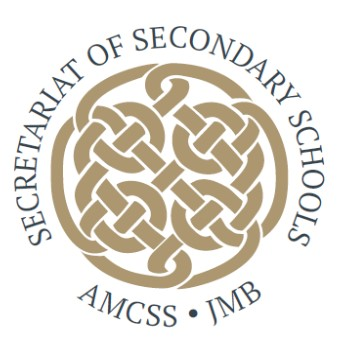 SECRETARIAT OF SECONDARY SCHOOLS
AMCSS • JMB